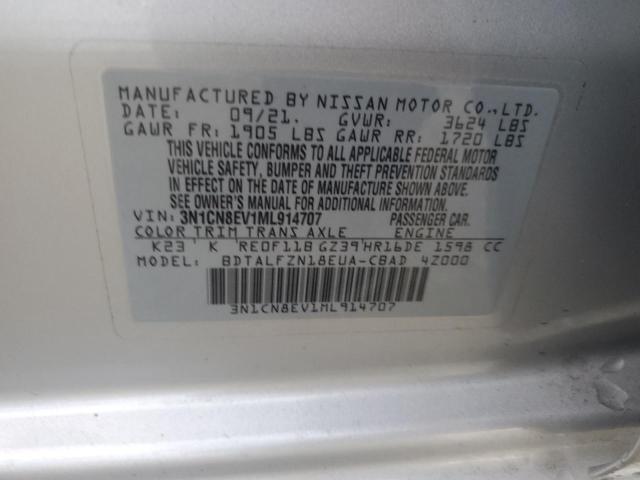 MANUFACTURED BY NISSAN MOTOR CO.,LTD.
DATE: 09/21. GVWR: 3624 LBS
GAWR FR: 1905 LBS GAWR RR: 1720 LBS
THIS VEHICLE CONFORMS TO ALL APPLICABLE FEDERAL MOTOR
VEHICLE SAFETY, BUMPER AND THEFT PREVENTION STANDARDS
IN EFFECT ON THE DATE OF MANUFACTURE SHOWN ABOVE.
SEE OWNER'S MANUAL FOR ADDITIONAL INFORMATION
VIN: 3N1CN8EV1ML914707 PASSENGER CAR.
COLOR TRIM TRANS AXLE ENGINE
K23 K RE0F11B GZ39 HR16DE 1598 CC
BDTALFZN18EUA-CBAD 4Z000
3N1CN8EV1ML914707